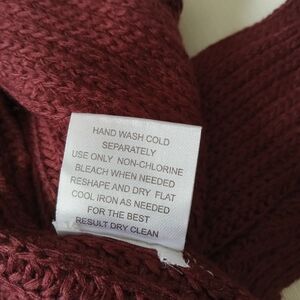 HAND WASH COLD
SEPARATELY
USE ONLY NON-CHLORINE
BLEACH WHEN NEEDED
RESHAPE AND DRY FLAT
COOL IRON AS NEEDED
FOR THE BEST
RESULT DRY CLEAN